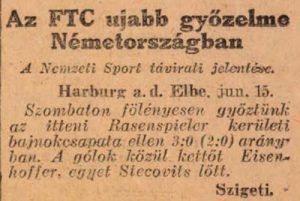 Az FTC ujabb győzelme
Németországban
A Nemzeti Sport távirati jelentése.
Harburg a. d. Elbe, jun. 15.
Szombaton fölényesen győztünk
az itteni Rasenspieler kerületi
bajnokcsapata ellen 3:0 (2:0) arány-
ban. A gólok közül kettőt Eisen-
hoffer, egyet Stecovits lőtt.
Szigeti.